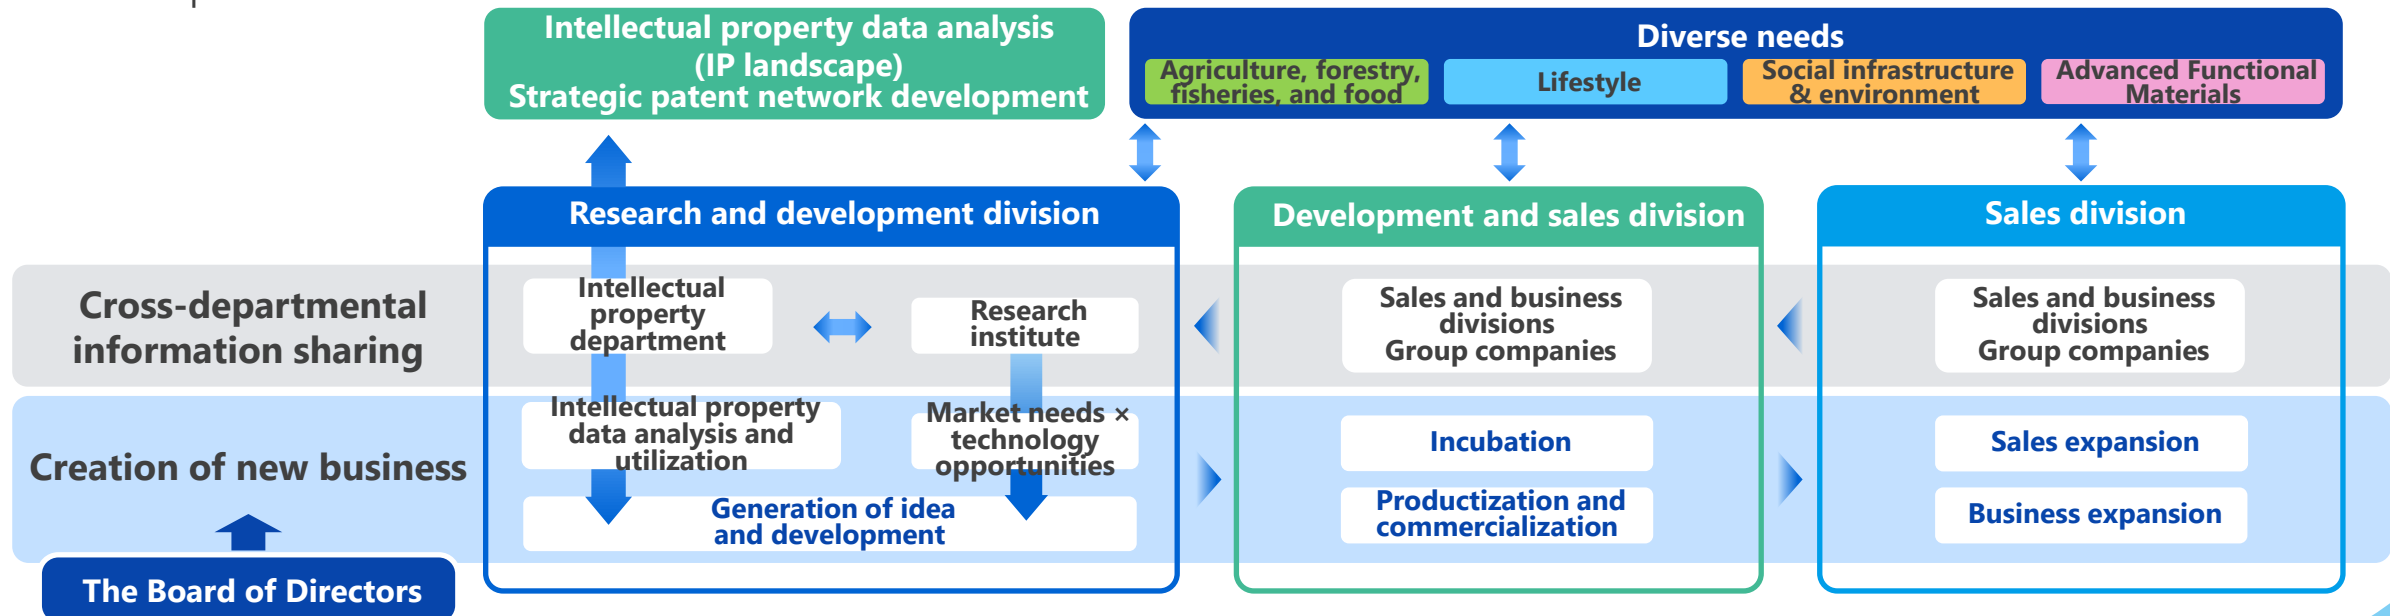 Intellectual property data analysis
(IP landscape)
Strategic patent network development
Diverse needs
Agriculture, forestry,
fisheries, and food
Lifestyle
Social infrastructure
& environment
Advanced Functional
Materials
Research and development division
Development and sales division
Sales division
Cross-departmental
information sharing
Intellectual
property
department
Research
institute
Sales and business
divisions
Group companies
Sales and business
divisions
Group companies
Creation of new business
Intellectual property
data analysis and
utilization
Market needs ×
technology
opportunities
Generation of idea
and development
Incubation
Productization and
commercialization
Sales expansion
Business expansion
The Board of Directors